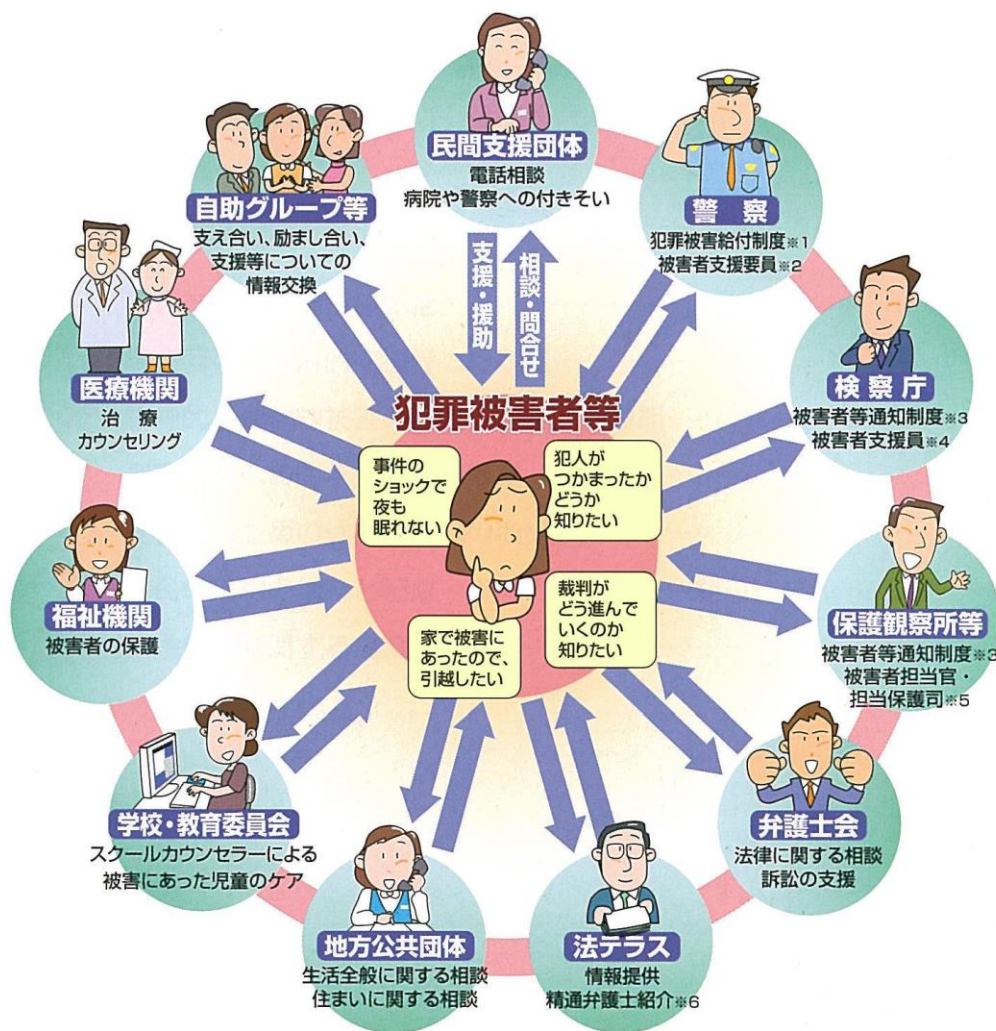 民間支援団体
電話相談
病院や警察への付きそい
警察
犯罪被害給付制度※1
被害者支援要員※2
検察庁
被害者等通知制度※3
被害者支援員※4
保護観察所等
被害者等通知制度※3
被害者担当官・
担当保護司※5
弁護士会
法律に関する相談
訴訟の支援
法テラス
情報提供
精通弁護士紹介※6
地方公共団体
生活全般に関する相談
住まいに関する相談
学校・教育委員会
スクールカウンセラーによる
被害にあった児童のケア
福祉機関
被害者の保護
医療機関
治療
カウンセリング
自助グループ等
支え合い、励まし合い、
支援等についての
情報交換
支援・援助
相談・問合せ
犯罪被害者等
事件の
ショックで
夜も
眠れない
犯人が
つかまったか
どうか
知りたい
家で被害に
あったので、
引越したい
裁判が
どう進んで
いくのか
知りたい